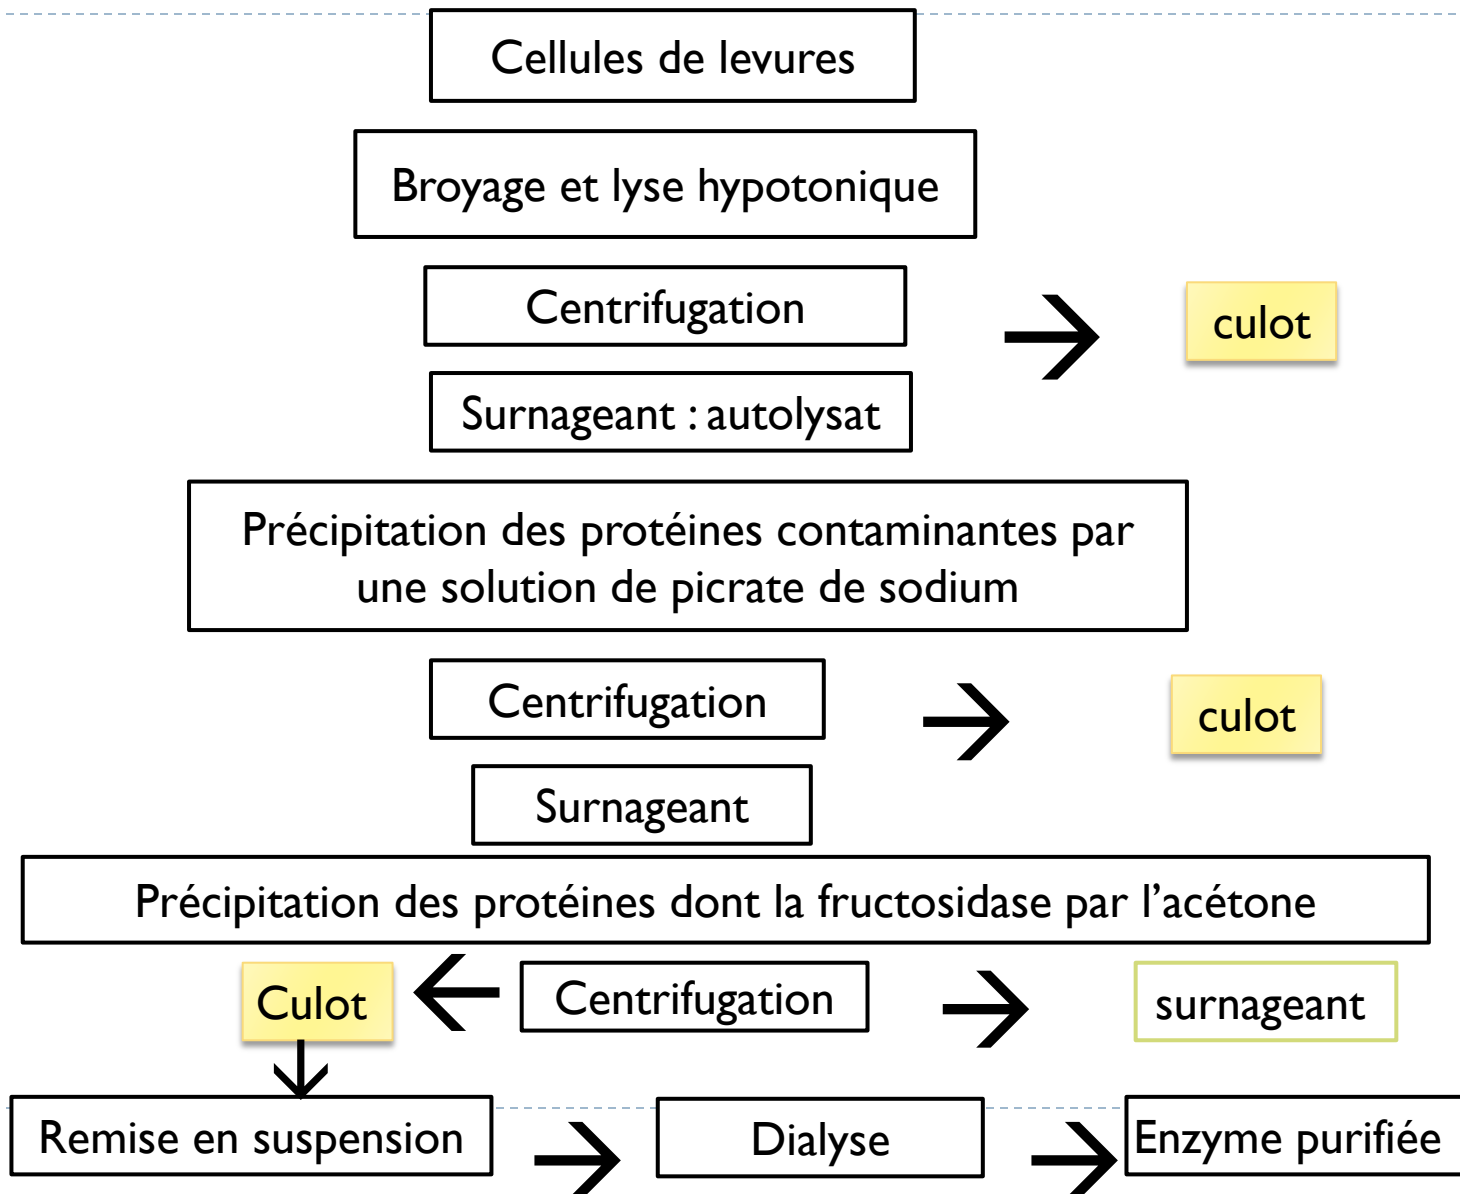 Cellules de levures
Broyage et lyse hypotonique
Centrifugation
culot
Surnageant : autolysat
Précipitation des protéines contaminantes par
une solution de picrate de sodium
Centrifugation
culot
Surnageant
Précipitation des protéines dont la fructosidase par l’acétone
Culot
Centrifugation
surnageant
Remise en suspension
Dialyse
Enzyme purifiée